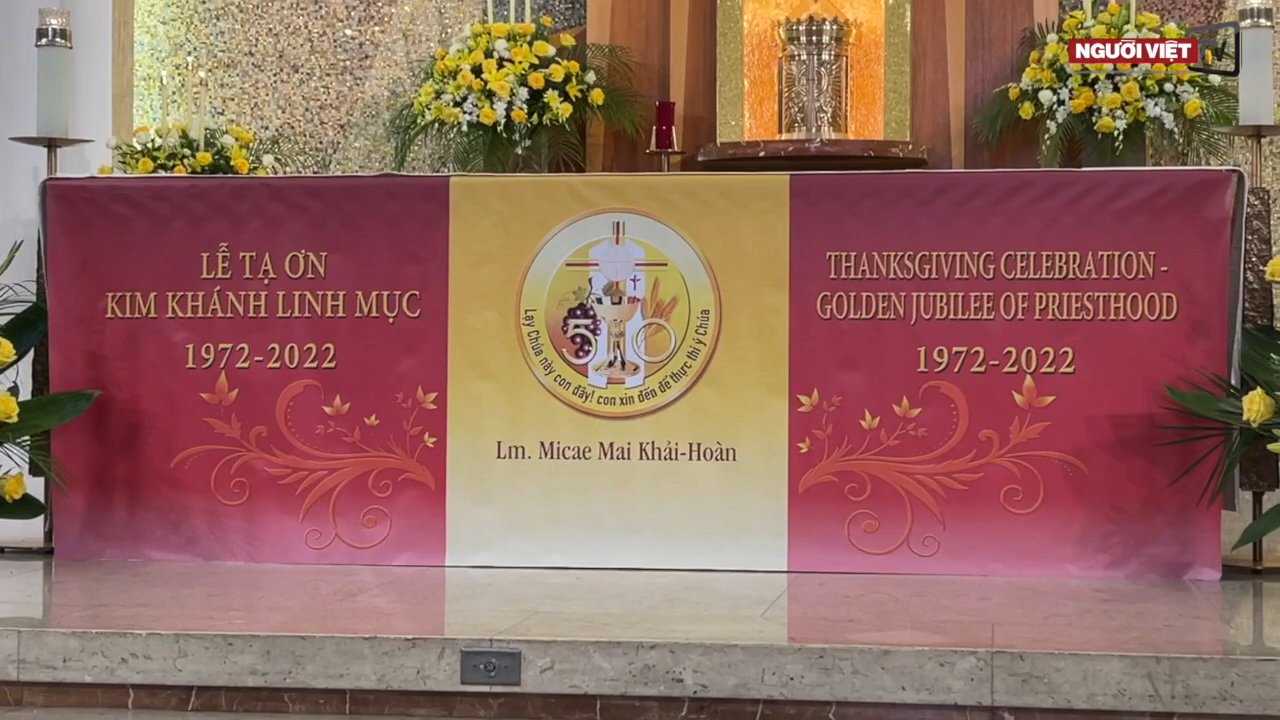 NGƯỜI VIỆT TV
LỄ TẠ ƠN
KIM KHÁNH LINH MỤC
1972-2022
50
Lạy Chúa này con đây! con xin đến để thực thi ý Chúa
Lm. Micae Mai Khải-Hoàn
THANKSGIVING CELEBRATION -
GOLDEN JUBILEE OF PRIESTHOOD
1972-2022